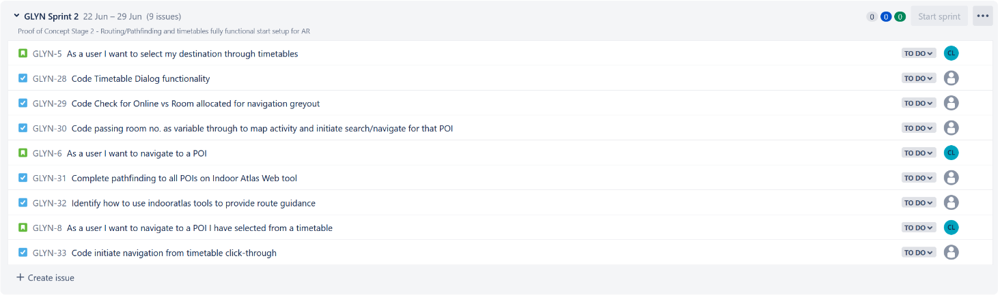 GLYN Sprint 2 22 Jun – 29 Jun (9 issues) 0 0 0 Start sprint
Proof of Concept Stage 2 - Routing/Pathfinding and timetables fully functional start setup for AR
GLYN-5 As a user I want to select my destination through timetables TO DO CL
GLYN-28 Code Timetable Dialog functionality TO DO
GLYN-29 Code Check for Online vs Room allocated for navigation greyout TO DO
GLYN-30 Code passing room no. as variable through to map activity and initiate search/navigate for that POI TO DO
GLYN-6 As a user I want to navigate to a POI TO DO CL
GLYN-31 Complete pathfinding to all POIs on Indoor Atlas Web tool TO DO
GLYN-32 Identify how to use indooratlas tools to provide route guidance TO DO
GLYN-8 As a user I want to navigate to a POI I have selected from a timetable TO DO CL
GLYN-33 Code initiate navigation from timetable click-through TO DO
+ Create issue